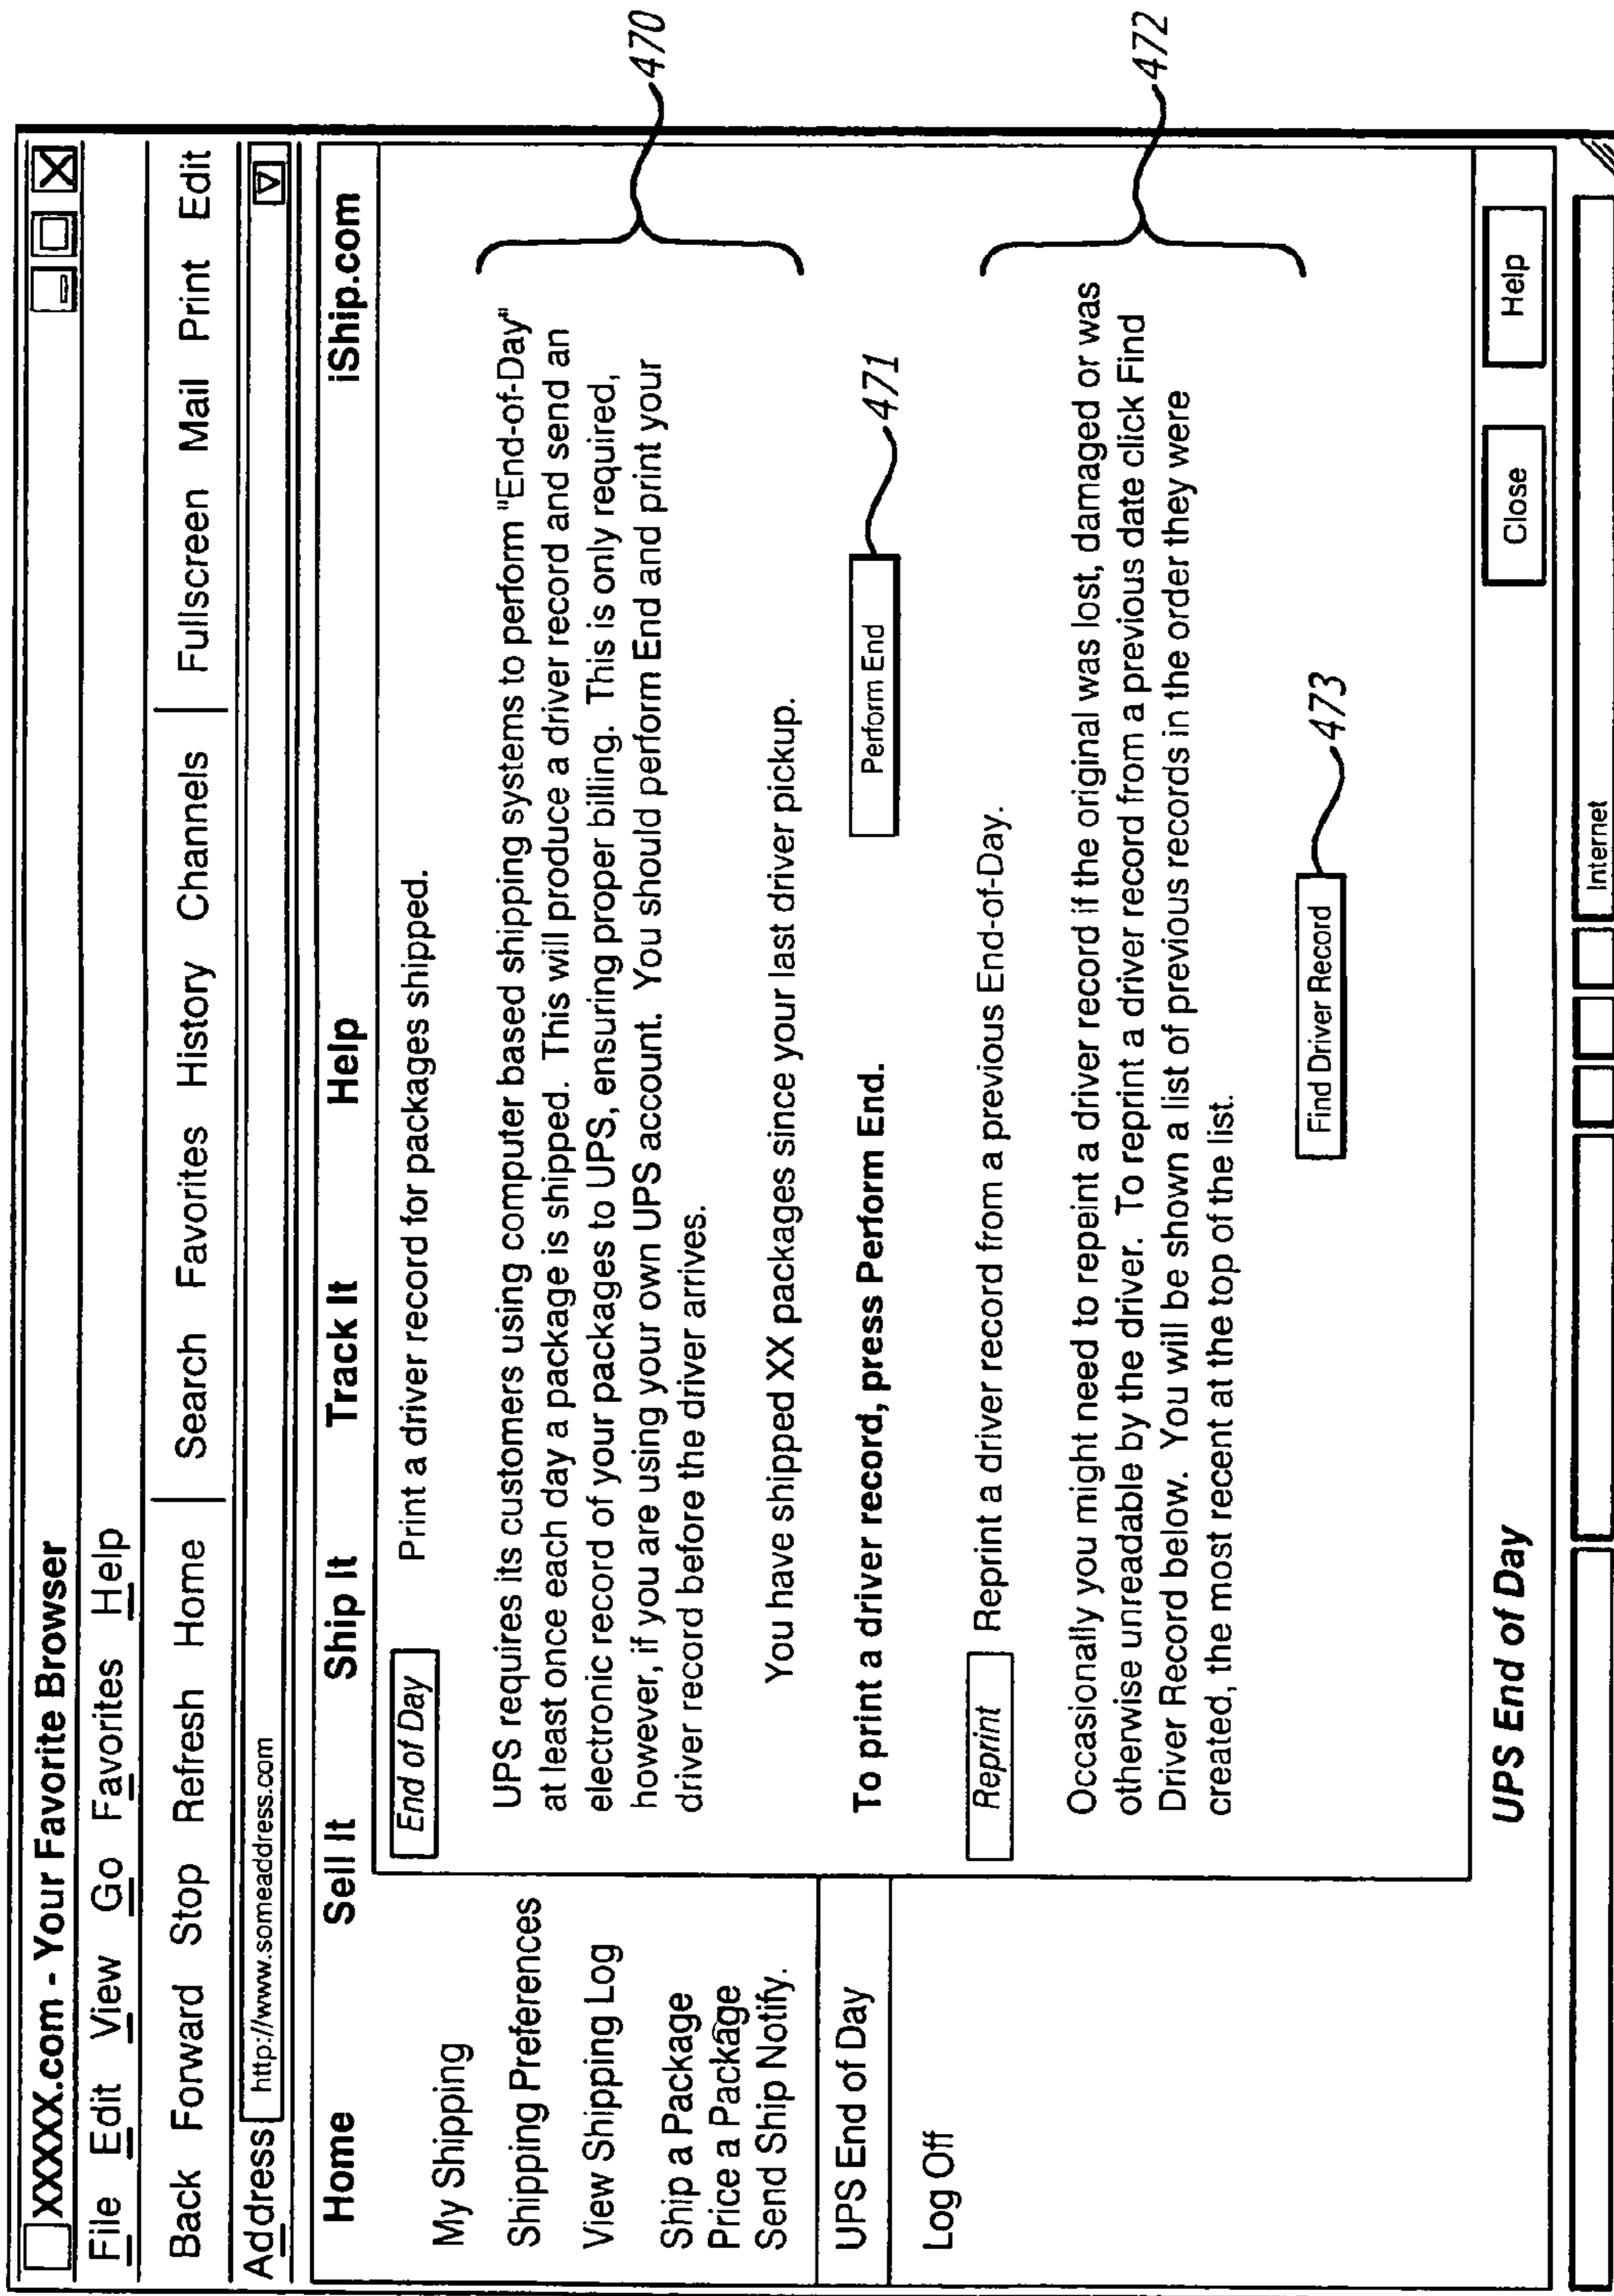 XXXXX.com - Your Favorite Browser
File Edit View Go Favorites Help
Back Forward Stop Refresh Home Search Favorites History Channels Fullscreen Mail Print Edit
Address http://www.someaddress.com
Home Sell It Ship It Track It Help iShip.com
My Shipping
Shipping Preferences
View Shipping Log
Ship a Package
Price a Package
Send Ship Notify.
UPS End of Day
Log Off
End of Day Print a driver record for packages shipped.
UPS requires its customers using computer based shipping systems to perform "End-of-Day"
at least once each day a package is shipped. This will produce a driver record and send an
electronic record of your packages to UPS, ensuring proper billing. This is only required,
however, if you are using your own UPS account. You should perform End and print your
driver record before the driver arrives.
470
You have shipped XX packages since your last driver pickup.
To print a driver record, press Perform End. Perform End 471
Reprint Reprint a driver record from a previous End-of-Day.
Occasionally you might need to repeint a driver record if the original was lost, damaged or was
otherwise unreadable by the driver. To reprint a driver record from a previous date click Find
Driver Record below. You will be shown a list of previous records in the order they were
created, the most recent at the top of the list.
472
Find Driver Record 473
UPS End of Day Close Help
Internet